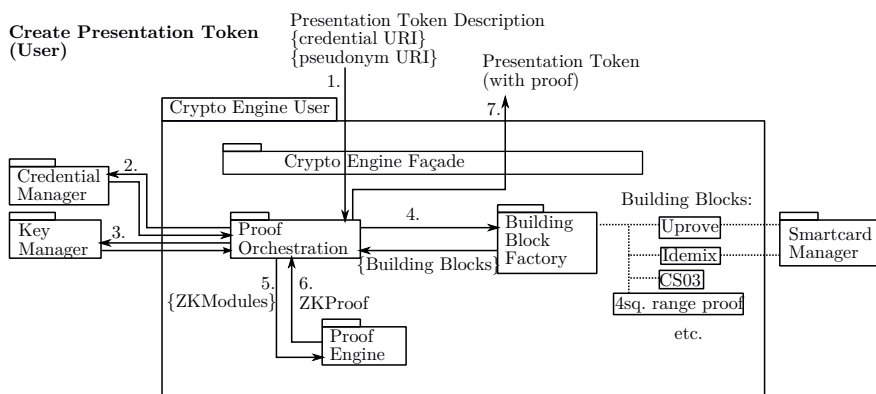 Create Presentation Token
(User)
Presentation Token Description
{credential URI}
{pseudonym URI}
1.
Presentation Token
(with proof)
7.
Crypto Engine User
Crypto Engine Façade
Credential
Manager
2.
Key
Manager
3.
Proof
Orchestration
4.
{Building Blocks}
Building
Block
Factory
Building Blocks:
Uprove
Idemix
CS03
4sq. range proof
etc.
Smartcard
Manager
5.
{ZKModules}
6.
ZKProof
Proof
Engine